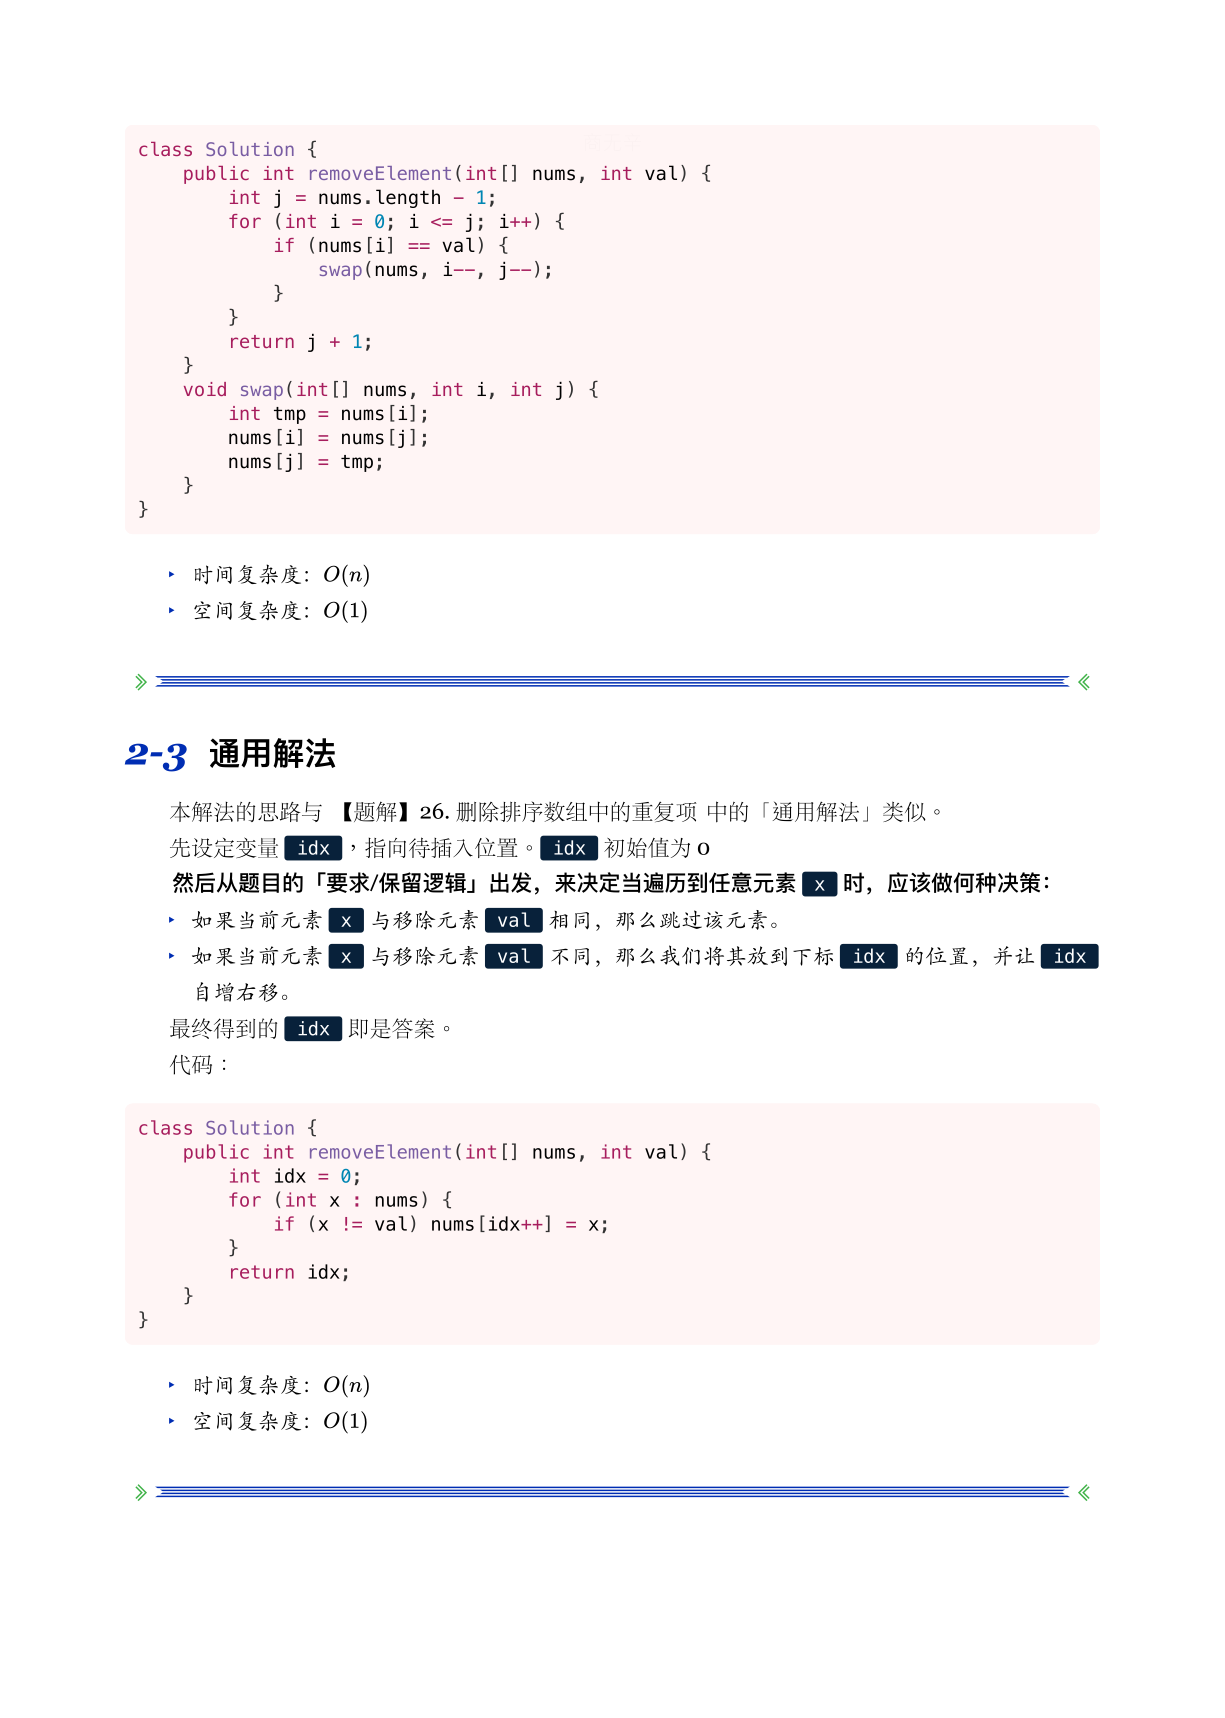 class Solution {
    public int removeElement(int[] nums, int val) {
        int j = nums.length - 1;
        for (int i = 0; i <= j; i++) {
            if (nums[i] == val) {
                swap(nums, i--, j--);
            }
        }
        return j + 1;
    }
    void swap(int[] nums, int i, int j) {
        int tmp = nums[i];
        nums[i] = nums[j];
        nums[j] = tmp;
    }
}
‣ 时间复杂度：O(n)
‣ 空间复杂度：O(1)
2-3 通用解法
本解法的思路与 【题解】26. 删除排序数组中的重复项 中的「通用解法」类似。
先设定变量 idx，指向待插入位置。idx 初始值为 0
然后从题目的「要求/保留逻辑」出发，来决定当遍历到任意元素 x 时，应该做何种决策：
‣ 如果当前元素 x 与移除元素 val 相同，那么跳过该元素。
‣ 如果当前元素 x 与移除元素 val 不同，那么我们将其放到下标 idx 的位置，并让 idx
自增右移。
最终得到的 idx 即是答案。
代码：
class Solution {
    public int removeElement(int[] nums, int val) {
        int idx = 0;
        for (int x : nums) {
            if (x != val) nums[idx++] = x;
        }
        return idx;
    }
}
‣ 时间复杂度：O(n)
‣ 空间复杂度：O(1)